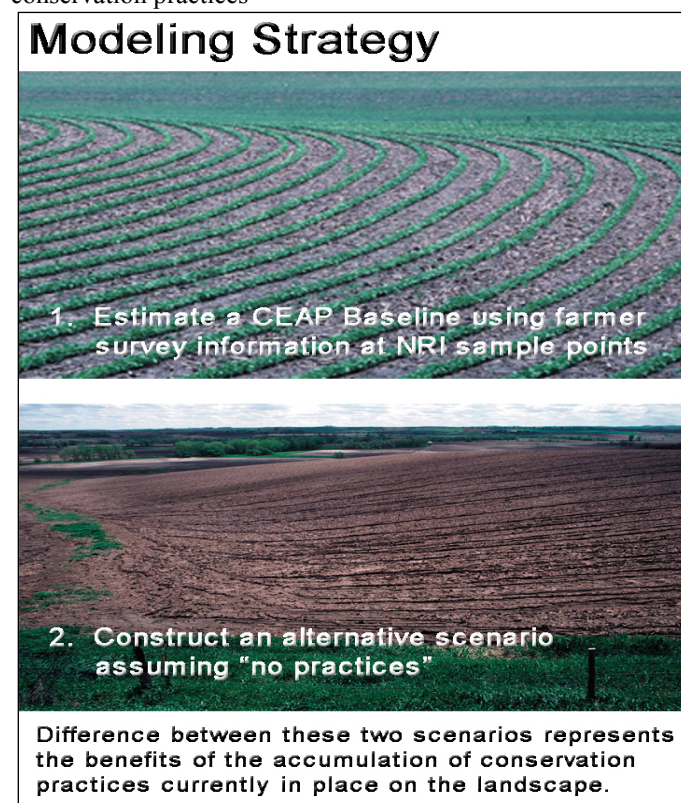 conservation practices
Modeling Strategy
1. Estimate a CEAP Baseline using farmer
survey information at NRI sample points
2. Construct an alternative scenario
assuming “no practices”
Difference between these two scenarios represents
the benefits of the accumulation of conservation
practices currently in place on the landscape.